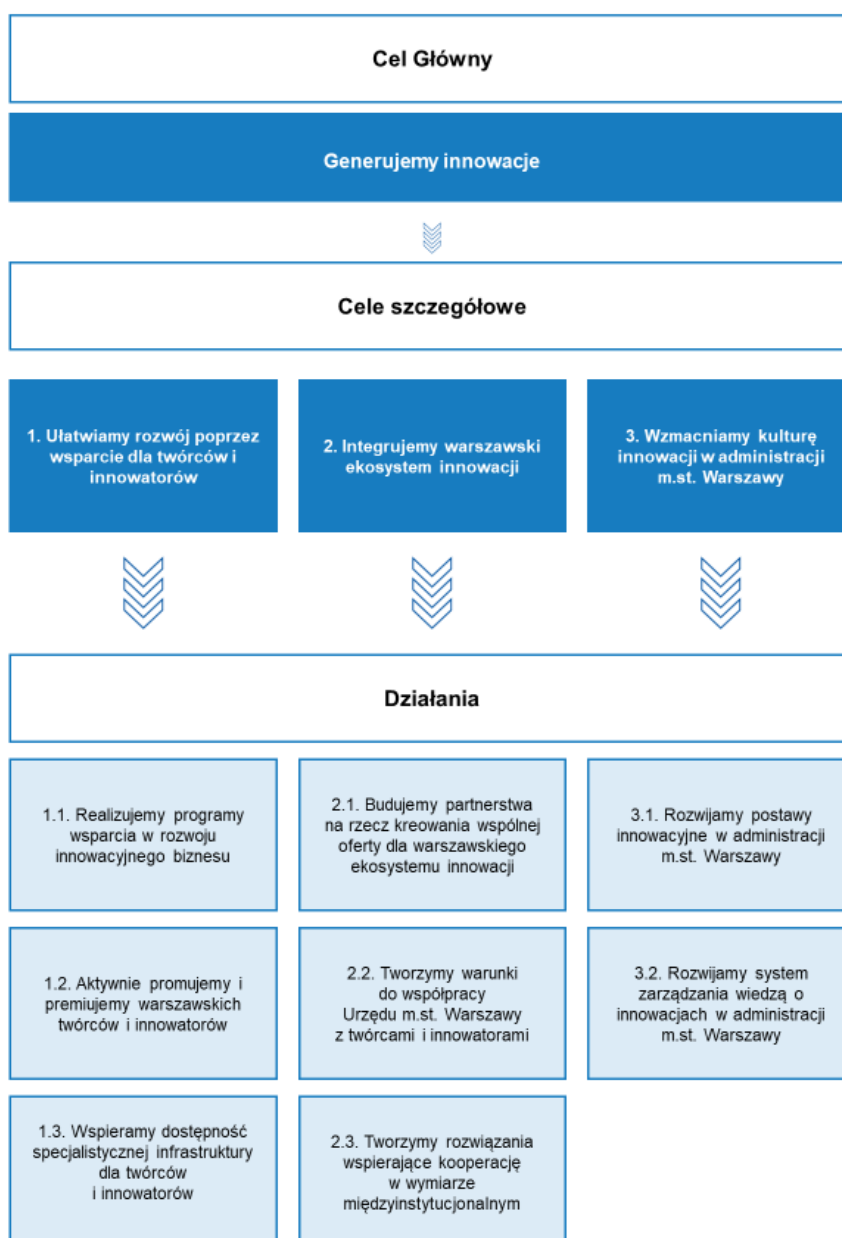 Cel Główny
Generujemy innowacje
Cele szczegółowe
1. Ułatwiamy rozwój poprzez
wsparcie dla twórców i
innowatorów
2. Integrujemy warszawski
ekosystem innowacji
3. Wzmacniamy kulturę
innowacji w administracji
m.st. Warszawy
Działania
1.1. Realizujemy programy
wsparcia w rozwoju
innowacyjnego biznesu
2.1. Budujemy partnerstwa
na rzecz kreowania wspólnej
oferty dla warszawskiego
ekosystemu innowacji
3.1. Rozwijamy postawy
innowacyjne w administracji
m.st. Warszawy
1.2. Aktywnie promujemy i
premiujemy warszawskich
twórców i innowatorów
2.2. Tworzymy warunki
do współpracy
Urzędu m.st. Warszawy
z twórcami i innowatorami
3.2. Rozwijamy system
zarządzania wiedzą o
innowacjach w administracji
m.st. Warszawy
1.3. Wspieramy dostępność
specjalistycznej infrastruktury
dla twórców
i innowatorów
2.3. Tworzymy rozwiązania
wspierające kooperację
w wymiarze
międzyinstytucjonalnym